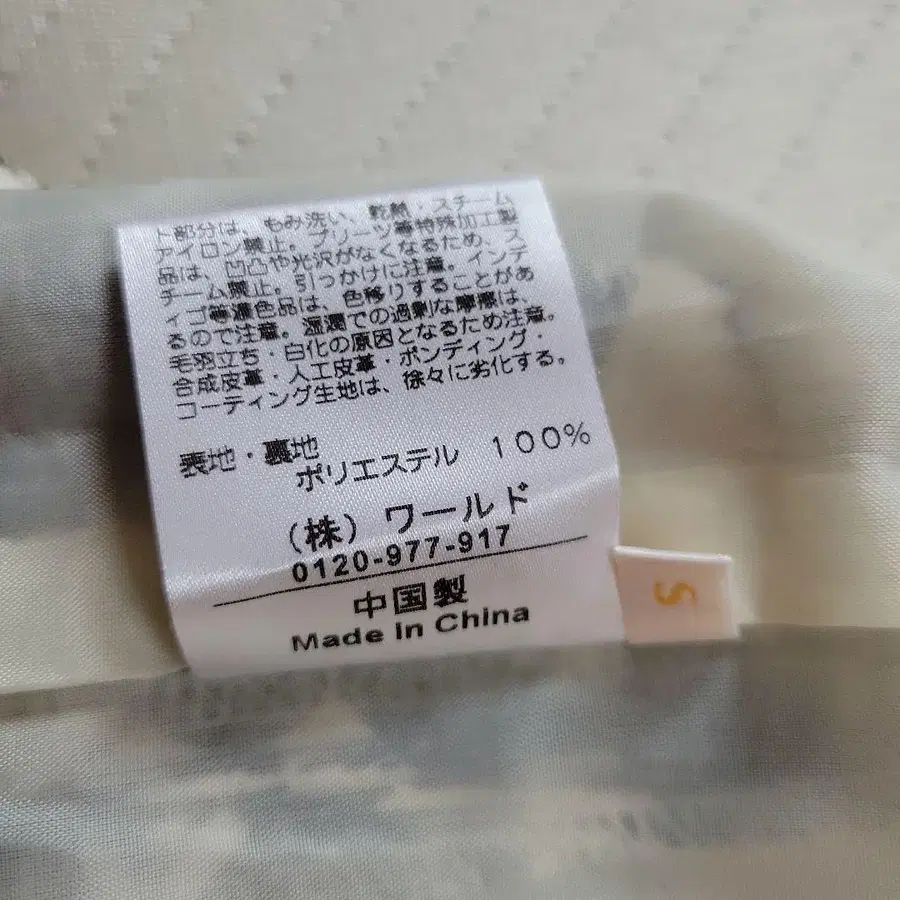 ト部分は、もみ洗い、乾熱・スチーム
アイロン禁止。プリーツ等特殊加工製
品は、凹凸や光沢がなくなるため、ス
チーム禁止。引っかけに注意。インデ
ィゴ等濃色品は、色移りすることがあ
るので注意。湿潤での過剰な摩擦は、
毛羽立ち・白化の原因となるため注意。
合成皮革・人工皮革・ボンディング・
コーティング生地は、徐々に劣化する。
表地・裏地
ポリエステル 100%
(株) ワールド
0120-977-917
中国製
Made In China
S